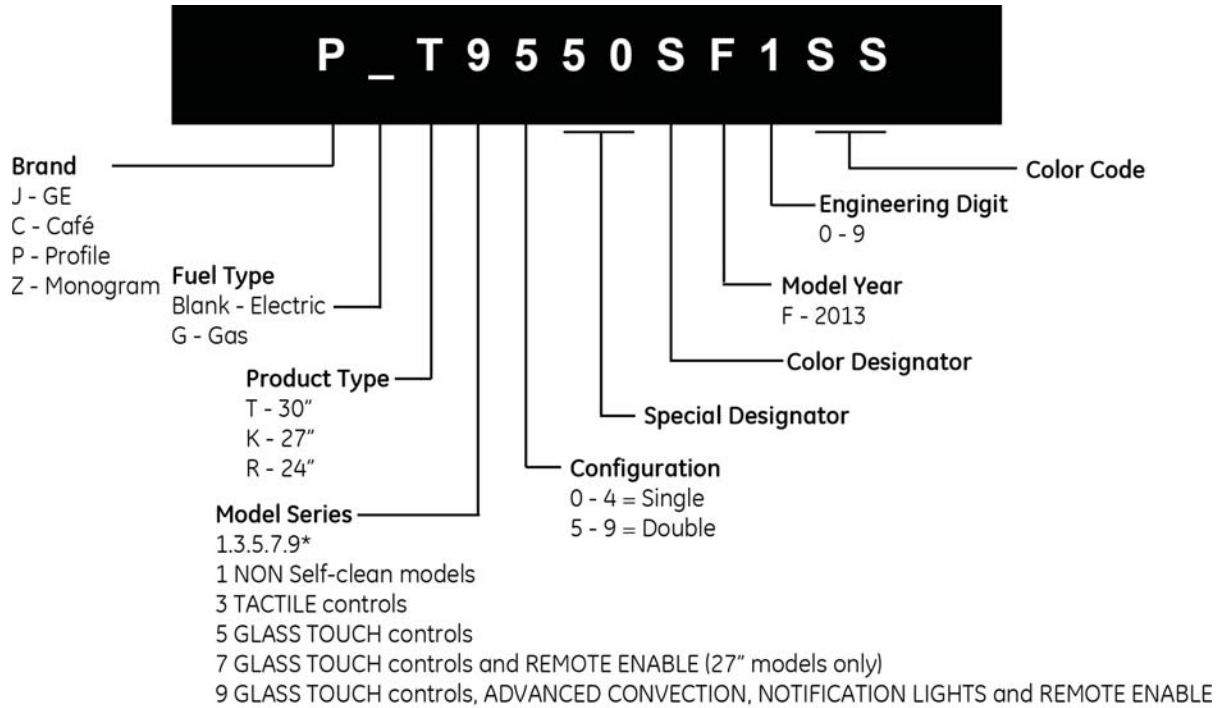 P _ T 9 5 5 0 S F 1 S S
Brand
J - GE
C - Café
P - Profile
Z - Monogram
Fuel Type
Blank - Electric
G - Gas
Product Type
T - 30”
K - 27”
R - 24”
Model Series
1.3.5.7.9*
1 NON Self-clean models
3 TACTILE controls
5 GLASS TOUCH controls
7 GLASS TOUCH controls and REMOTE ENABLE (27” models only)
9 GLASS TOUCH controls, ADVANCED CONVECTION, NOTIFICATION LIGHTS and REMOTE ENABLE
Configuration
0 - 4 = Single
5 - 9 = Double
Special Designator
Color Designator
Model Year
F - 2013
Engineering Digit
0 - 9
Color Code